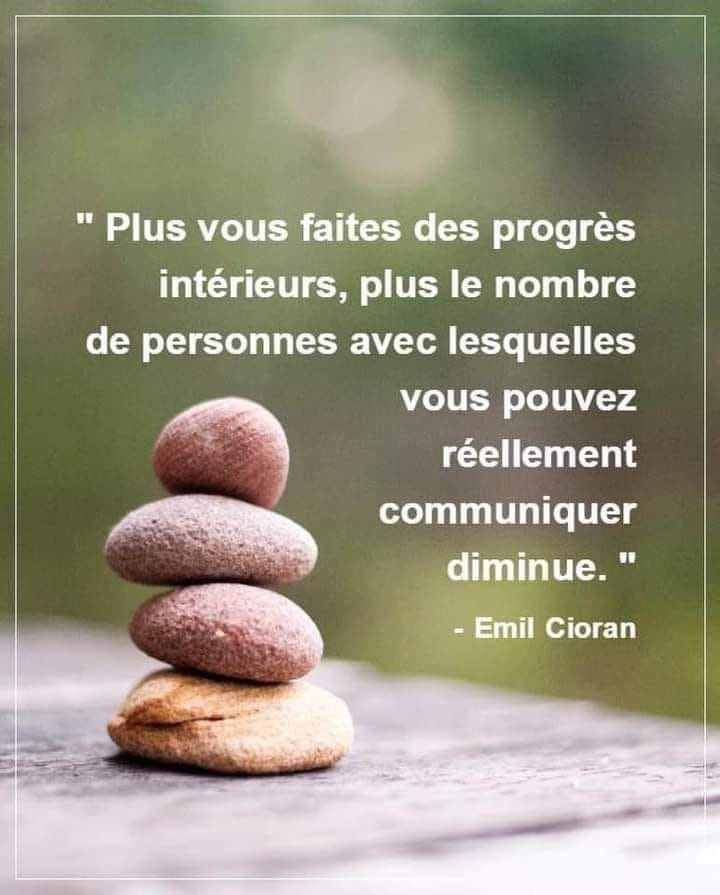 " Plus vous faites des progrès
intérieurs, plus le nombre
de personnes avec lesquelles
vous pouvez
réellement
communiquer
diminue. "
- Emil Cioran